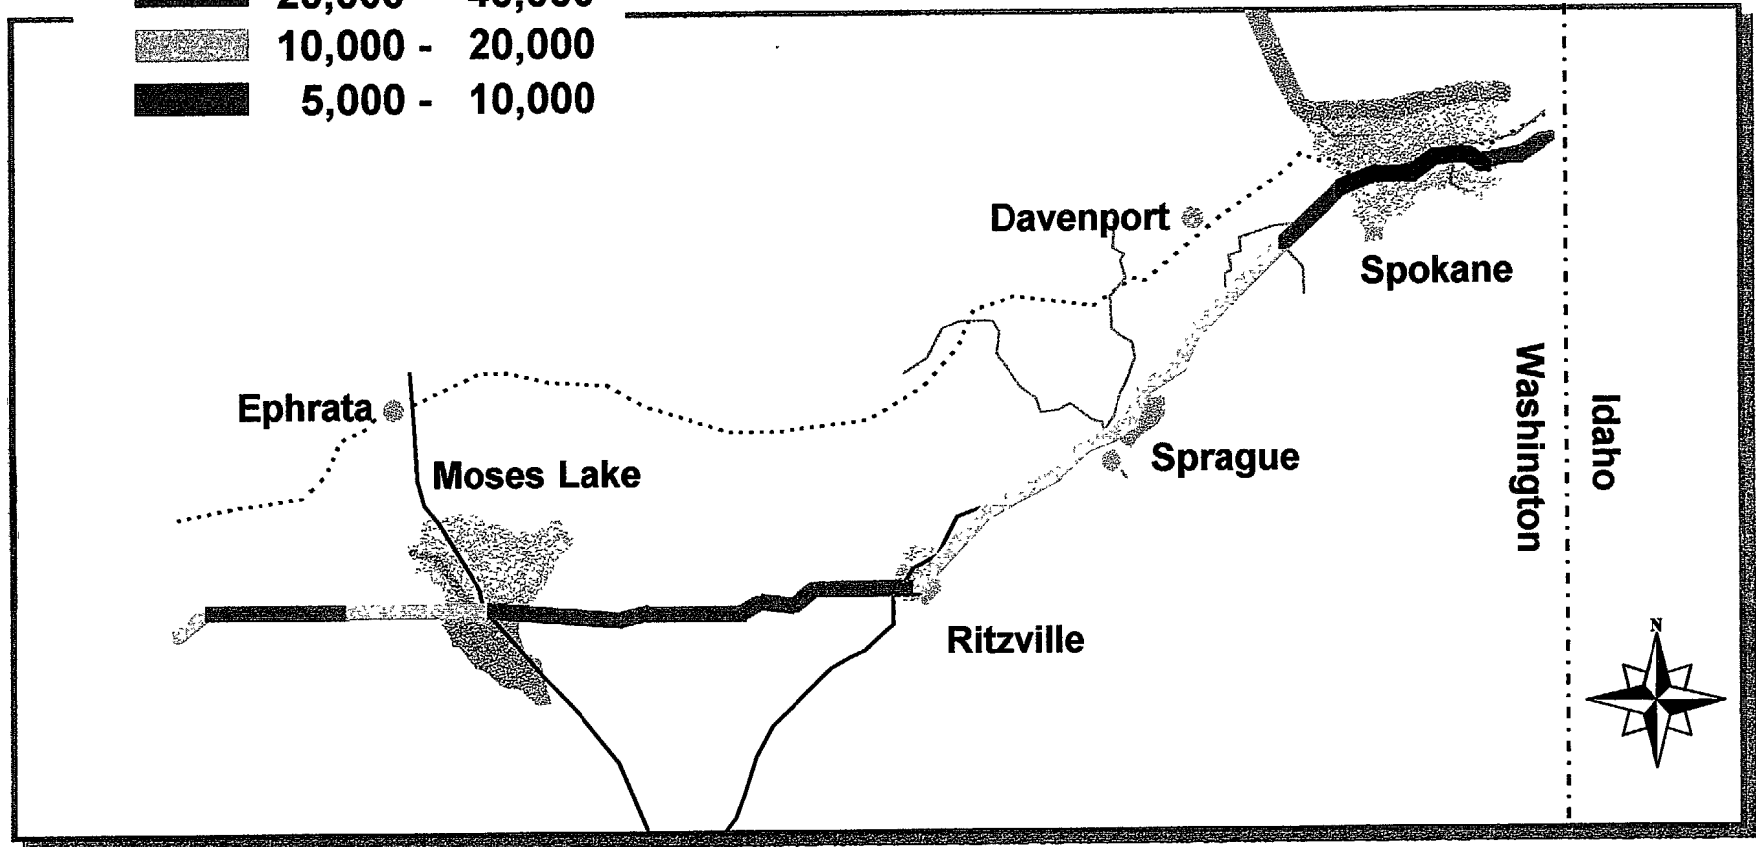 10,000 - 20,000
5,000 - 10,000
Davenport
Spokane
Ephrata
Moses Lake
Sprague
Ritzville
Washington
Idaho
N